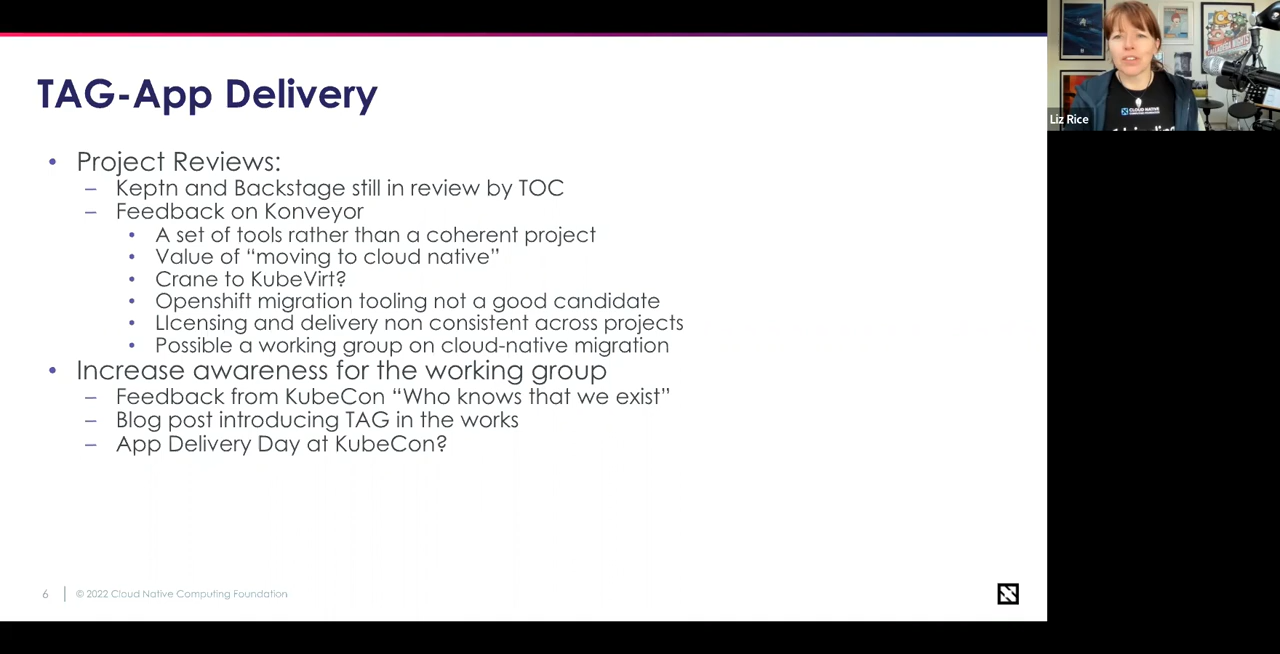 TAG-App Delivery
• Project Reviews:
– Keptn and Backstage still in review by TOC
– Feedback on Konveyor
• A set of tools rather than a coherent project
• Value of “moving to cloud native”
• Crane to KubeVirt?
• Openshift migration tooling not a good candidate
• LIcensing and delivery non consistent across projects
• Possible a working group on cloud-native migration
• Increase awareness for the working group
– Feedback from KubeCon “Who knows that we exist”
– Blog post introducing TAG in the works
– App Delivery Day at KubeCon?
6 | © 2022 Cloud Native Computing Foundation
Liz Rice
CLOUD NATIVE